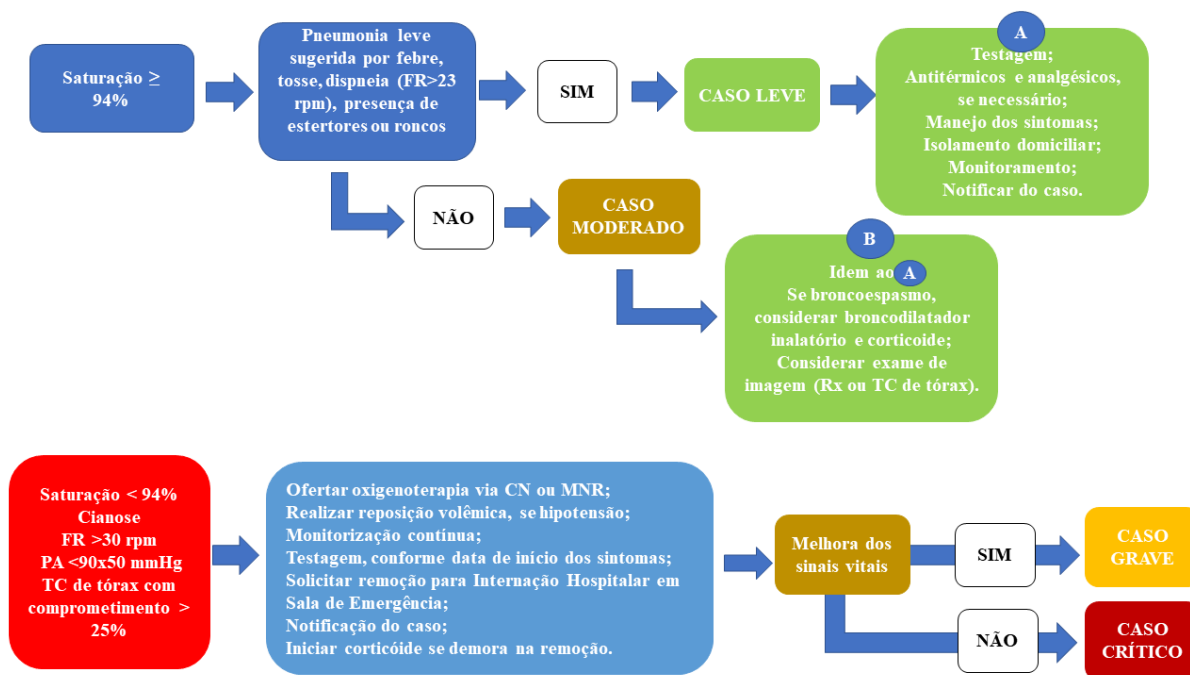 Saturação ≥
94%
Pneumonia leve
sugerida por febre,
tosse, dispneia (FR>23
rpm), presença de
estertores ou roncos
SIM
CASO LEVE
A
Testagem;
Antitérmicos e analgésicos,
se necessário;
Manejo dos sintomas;
Isolamento domiciliar;
Monitoramento;
Notificar do caso.
NÃO
CASO
MODERADO
B
Idem ao A
Se broncoespasmo,
considerar broncodilatador
inalatório e corticoide;
Considerar exame de
imagem (Rx ou TC de tórax).
Saturação < 94%
Cianose
FR >30 rpm
PA <90x50 mmHg
TC de tórax com
comprometimento >
25%
Ofertar oxigenoterapia via CN ou MNR;
Realizar reposição volêmica, se hipotensão;
Monitorização contínua;
Testagem, conforme data de início dos sintomas;
Solicitar remoção para Internação Hospitalar em
Sala de Emergência;
Notificação do caso;
Iniciar corticóide se demora na remoção.
Melhora dos
sinais vitais
SIM
CASO
GRAVE
NÃO
CASO
CRÍTICO